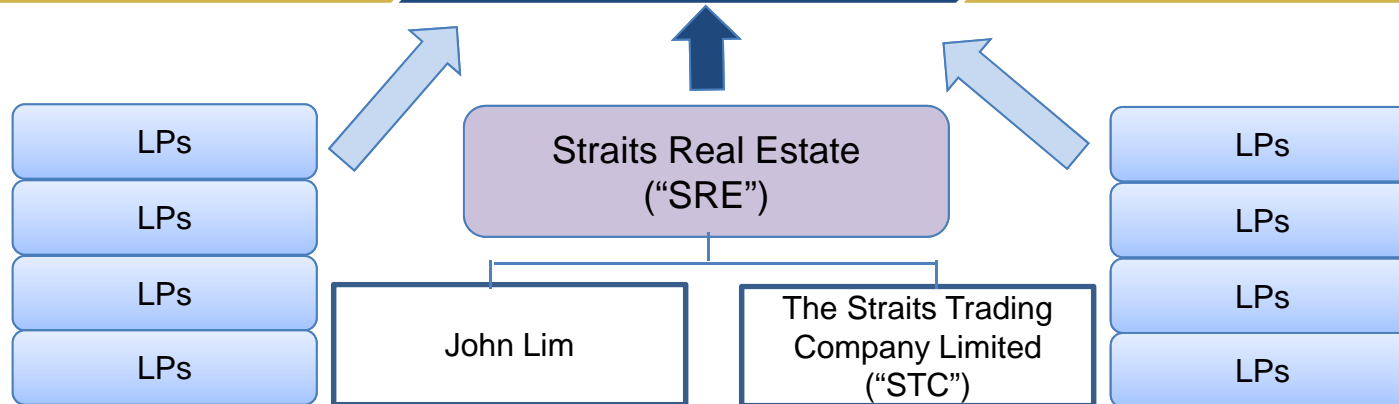 LPs
LPs
LPs
LPs
Straits Real Estate
(“SRE”)
John Lim
The Straits Trading
Company Limited
(“STC”)
LPs
LPs
LPs
LPs